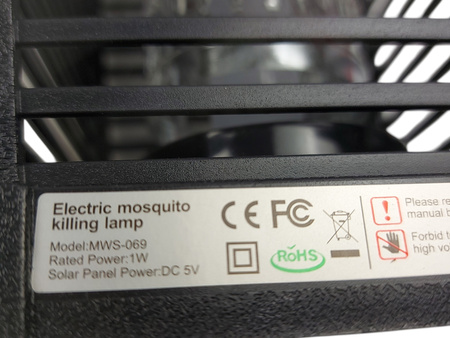 Electric mosquito
killing lamp
Model:MWS-069
Rated Power:1W
Solar Panel Power:DC 5V
CE FC
RoHS
Please re
manual b
Forbid t
high vo